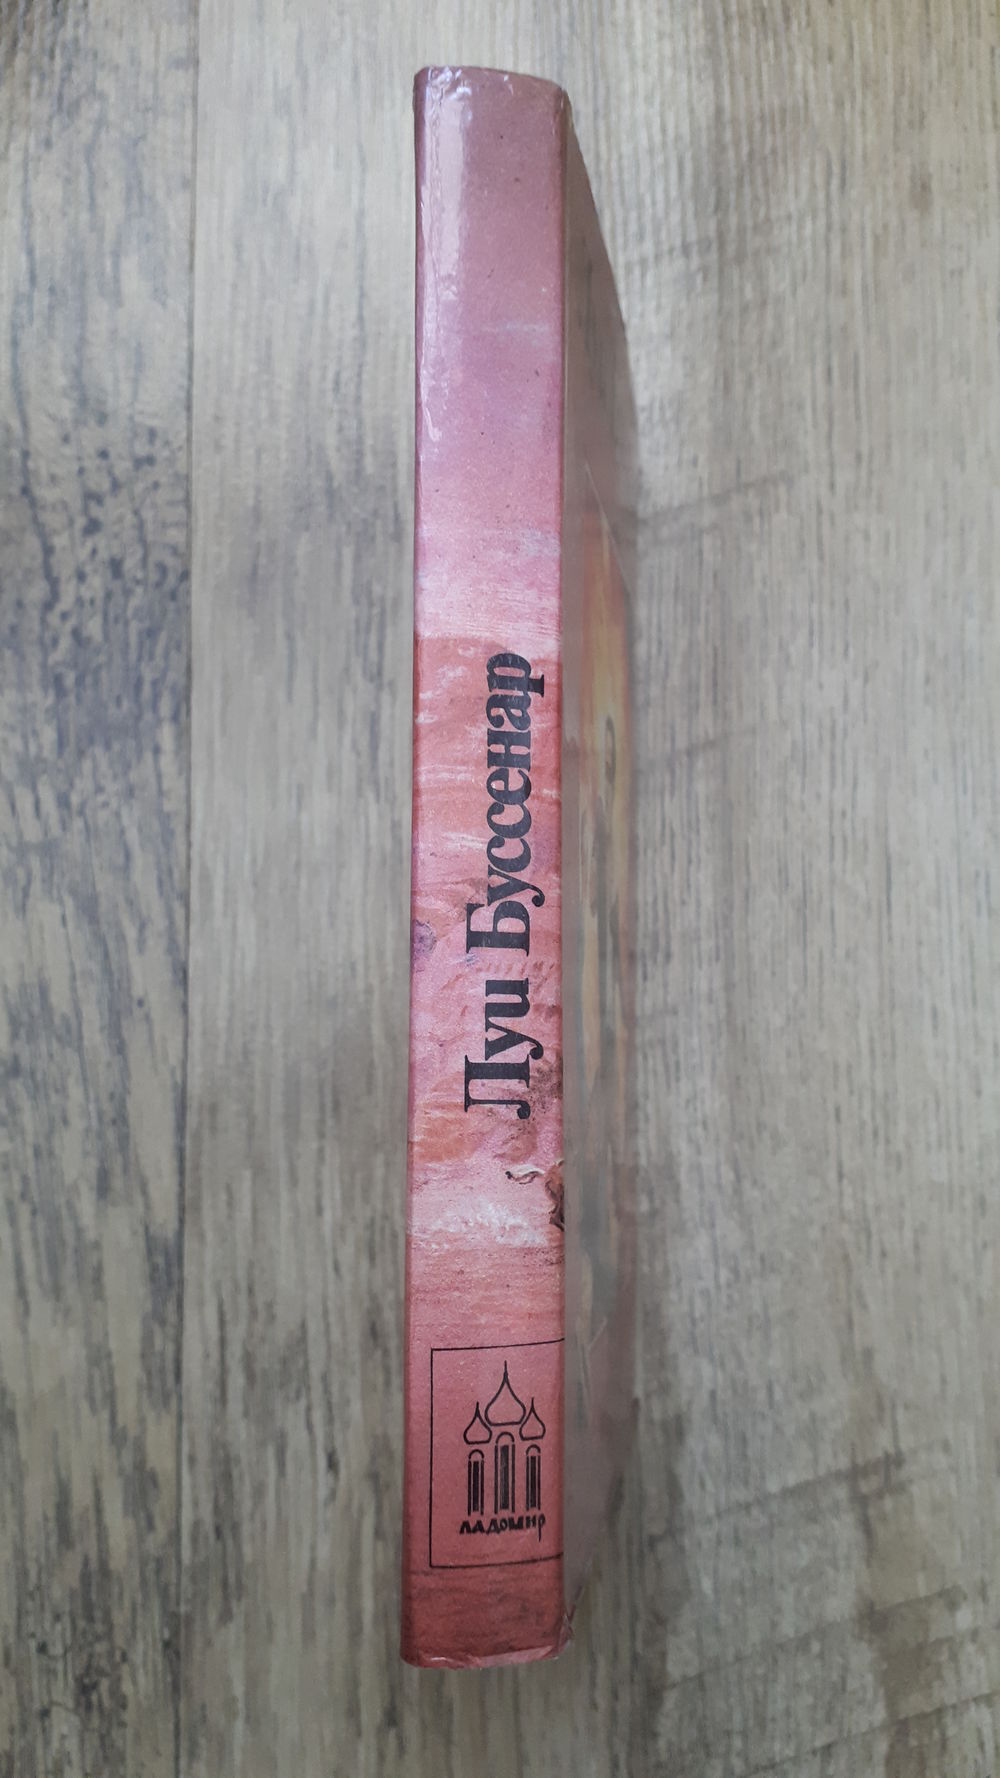 Луи Буссенар
ладомир